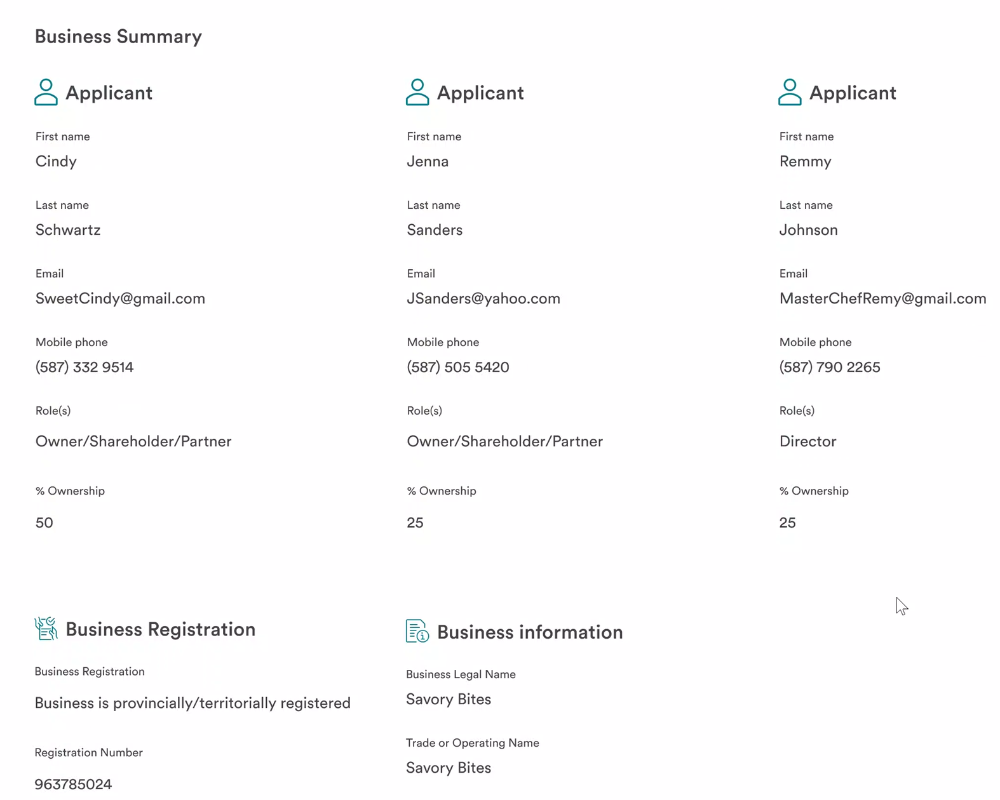 Business Summary
Applicant
First name
Cindy
Last name
Schwartz
Email
SweetCindy@gmail.com
Mobile phone
(587) 332 9514
Role(s)
Owner/Shareholder/Partner
% Ownership
50
Applicant
First name
Jenna
Last name
Sanders
Email
JSanders@yahoo.com
Mobile phone
(587) 505 5420
Role(s)
Owner/Shareholder/Partner
% Ownership
25
Applicant
First name
Remmy
Last name
Johnson
Email
MasterChefRemy@gmail.com
Mobile phone
(587) 790 2265
Role(s)
Director
% Ownership
25
Business Registration
Business Registration
Business is provincially/territorially registered
Registration Number
963785024
Business information
Business Legal Name
Savory Bites
Trade or Operating Name
Savory Bites